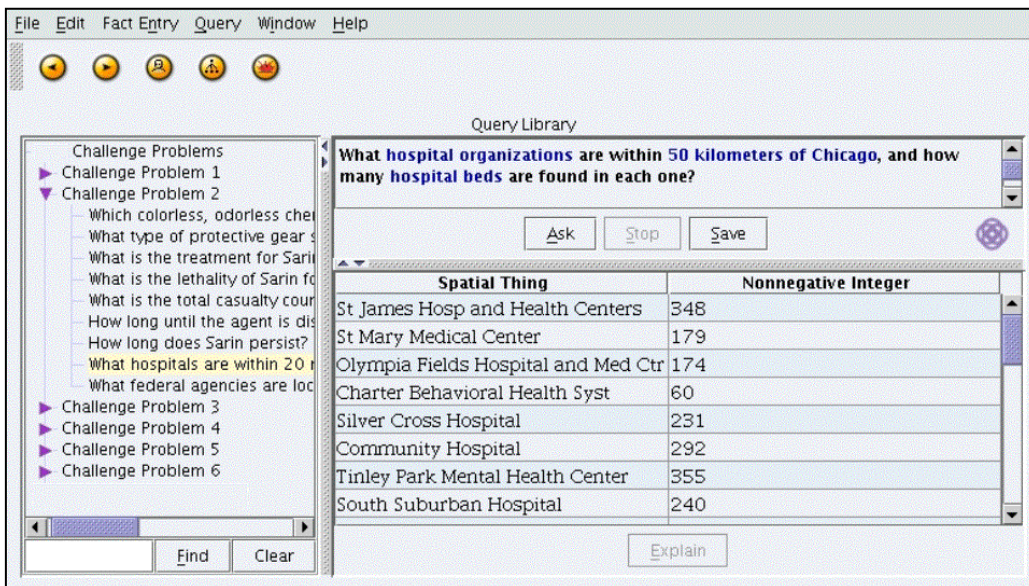 File Edit Fact Entry Query Window Help
Query Library
Challenge Problems
Challenge Problem 1
Challenge Problem 2
Which colorless, odorless
What type of protective gear
What is the treatment for
What is the lethality of Sarin
What is the total casualty
How long until the agent is
How long does Sarin persist?
What hospitals are within 20
What federal agencies are
Challenge Problem 3
Challenge Problem 4
Challenge Problem 5
Challenge Problem 6
Find Clear
What hospital organizations are within 50 kilometers of Chicago, and how
many hospital beds are found in each one?
Ask Stop Save
Spatial Thing Nonnegative Integer
St James Hosp and Health Centers 348
St Mary Medical Center 179
Olympia Fields Hospital and Med Ctr 174
Charter Behavioral Health Syst 60
Silver Cross Hospital 231
Community Hospital 292
Tinley Park Mental Health Center 355
South Suburban Hospital 240
Explain